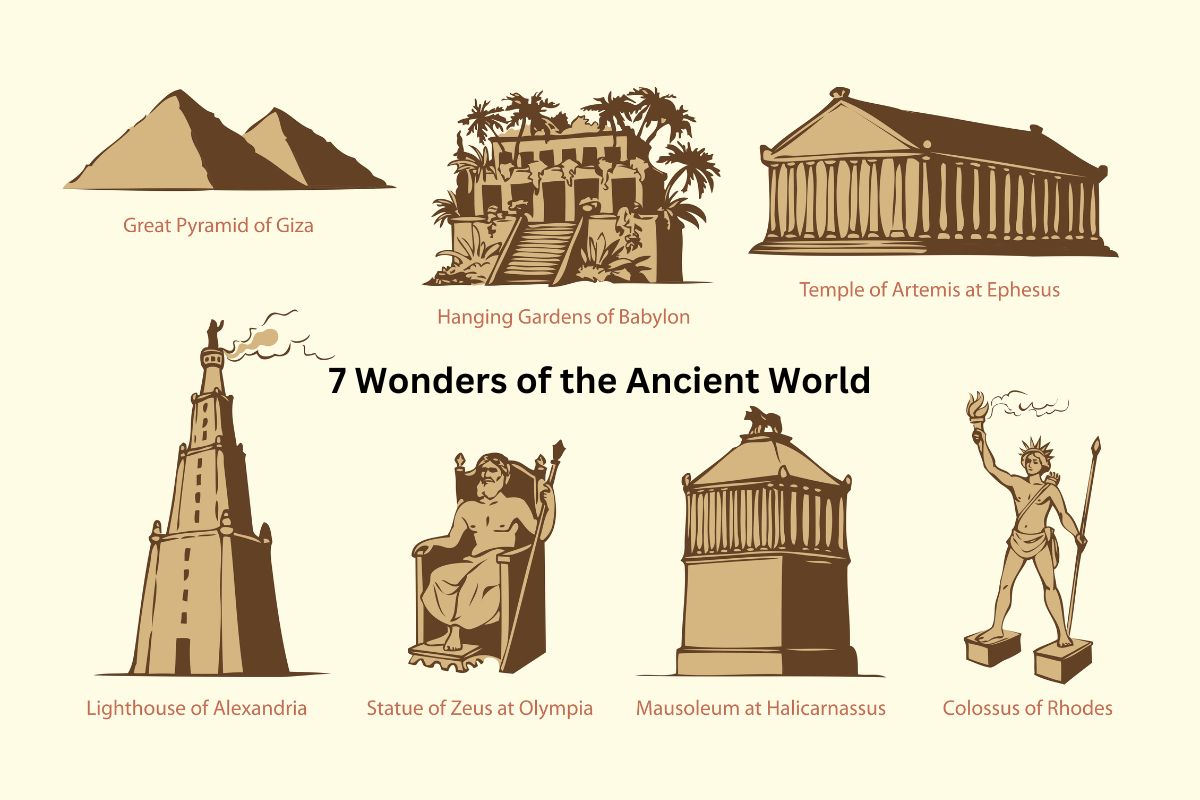 Great Pyramid of Giza
Hanging Gardens of Babylon
Temple of Artemis at Ephesus
7 Wonders of the Ancient World
Lighthouse of Alexandria
Statue of Zeus at Olympia
Mausoleum at Halicarnassus
Colossus of Rhodes